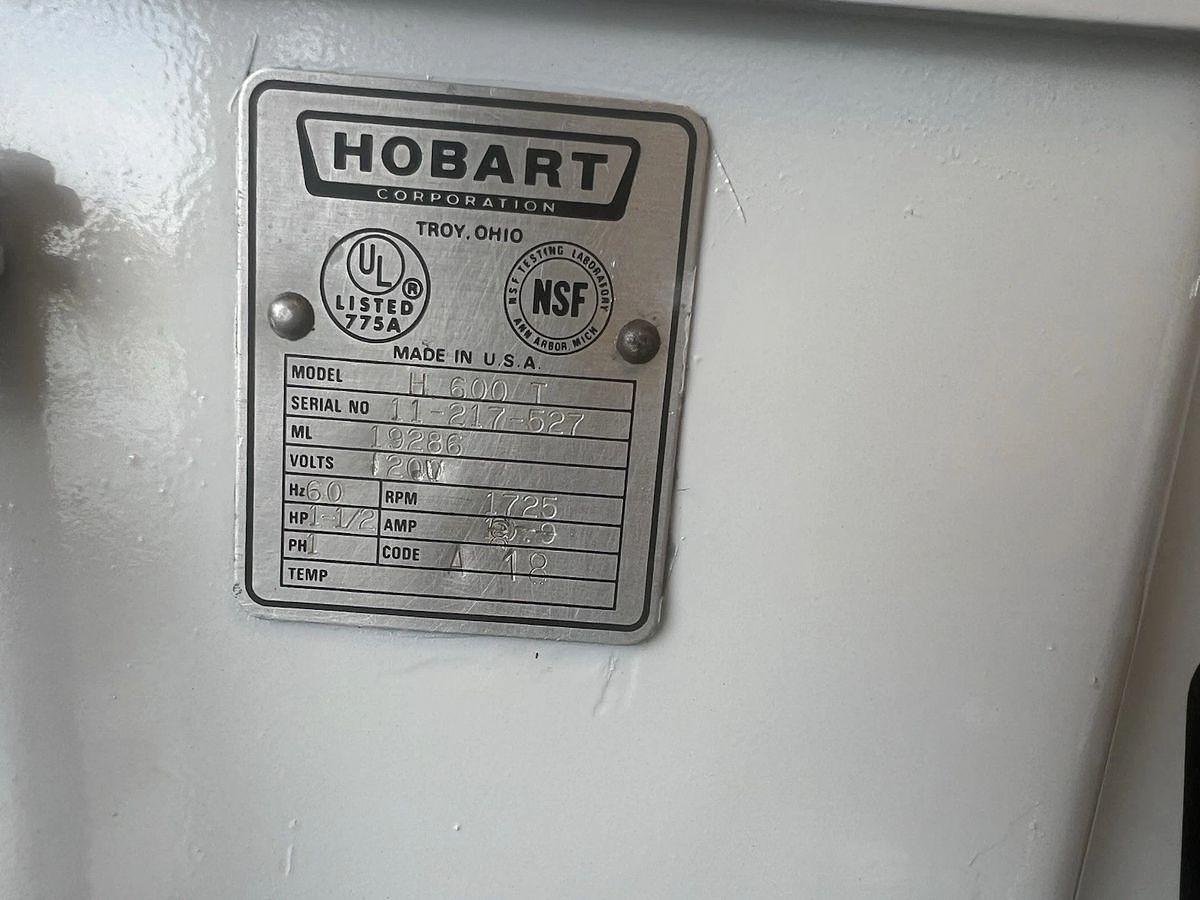 HOBART
CORPORATION
TROY, OHIO
UL ®
LISTED
775A
N.S.F. TESTING LABORATORY
NSF
ANN ARBOR, MICH
MADE IN U.S.A.
MODEL H 600 T
SERIAL NO 11-217-527
ML 19286
VOLTS
Hz 60 RPM 1725
HP 1-1/2 AMP
PH 1 CODE A 18
TEMP